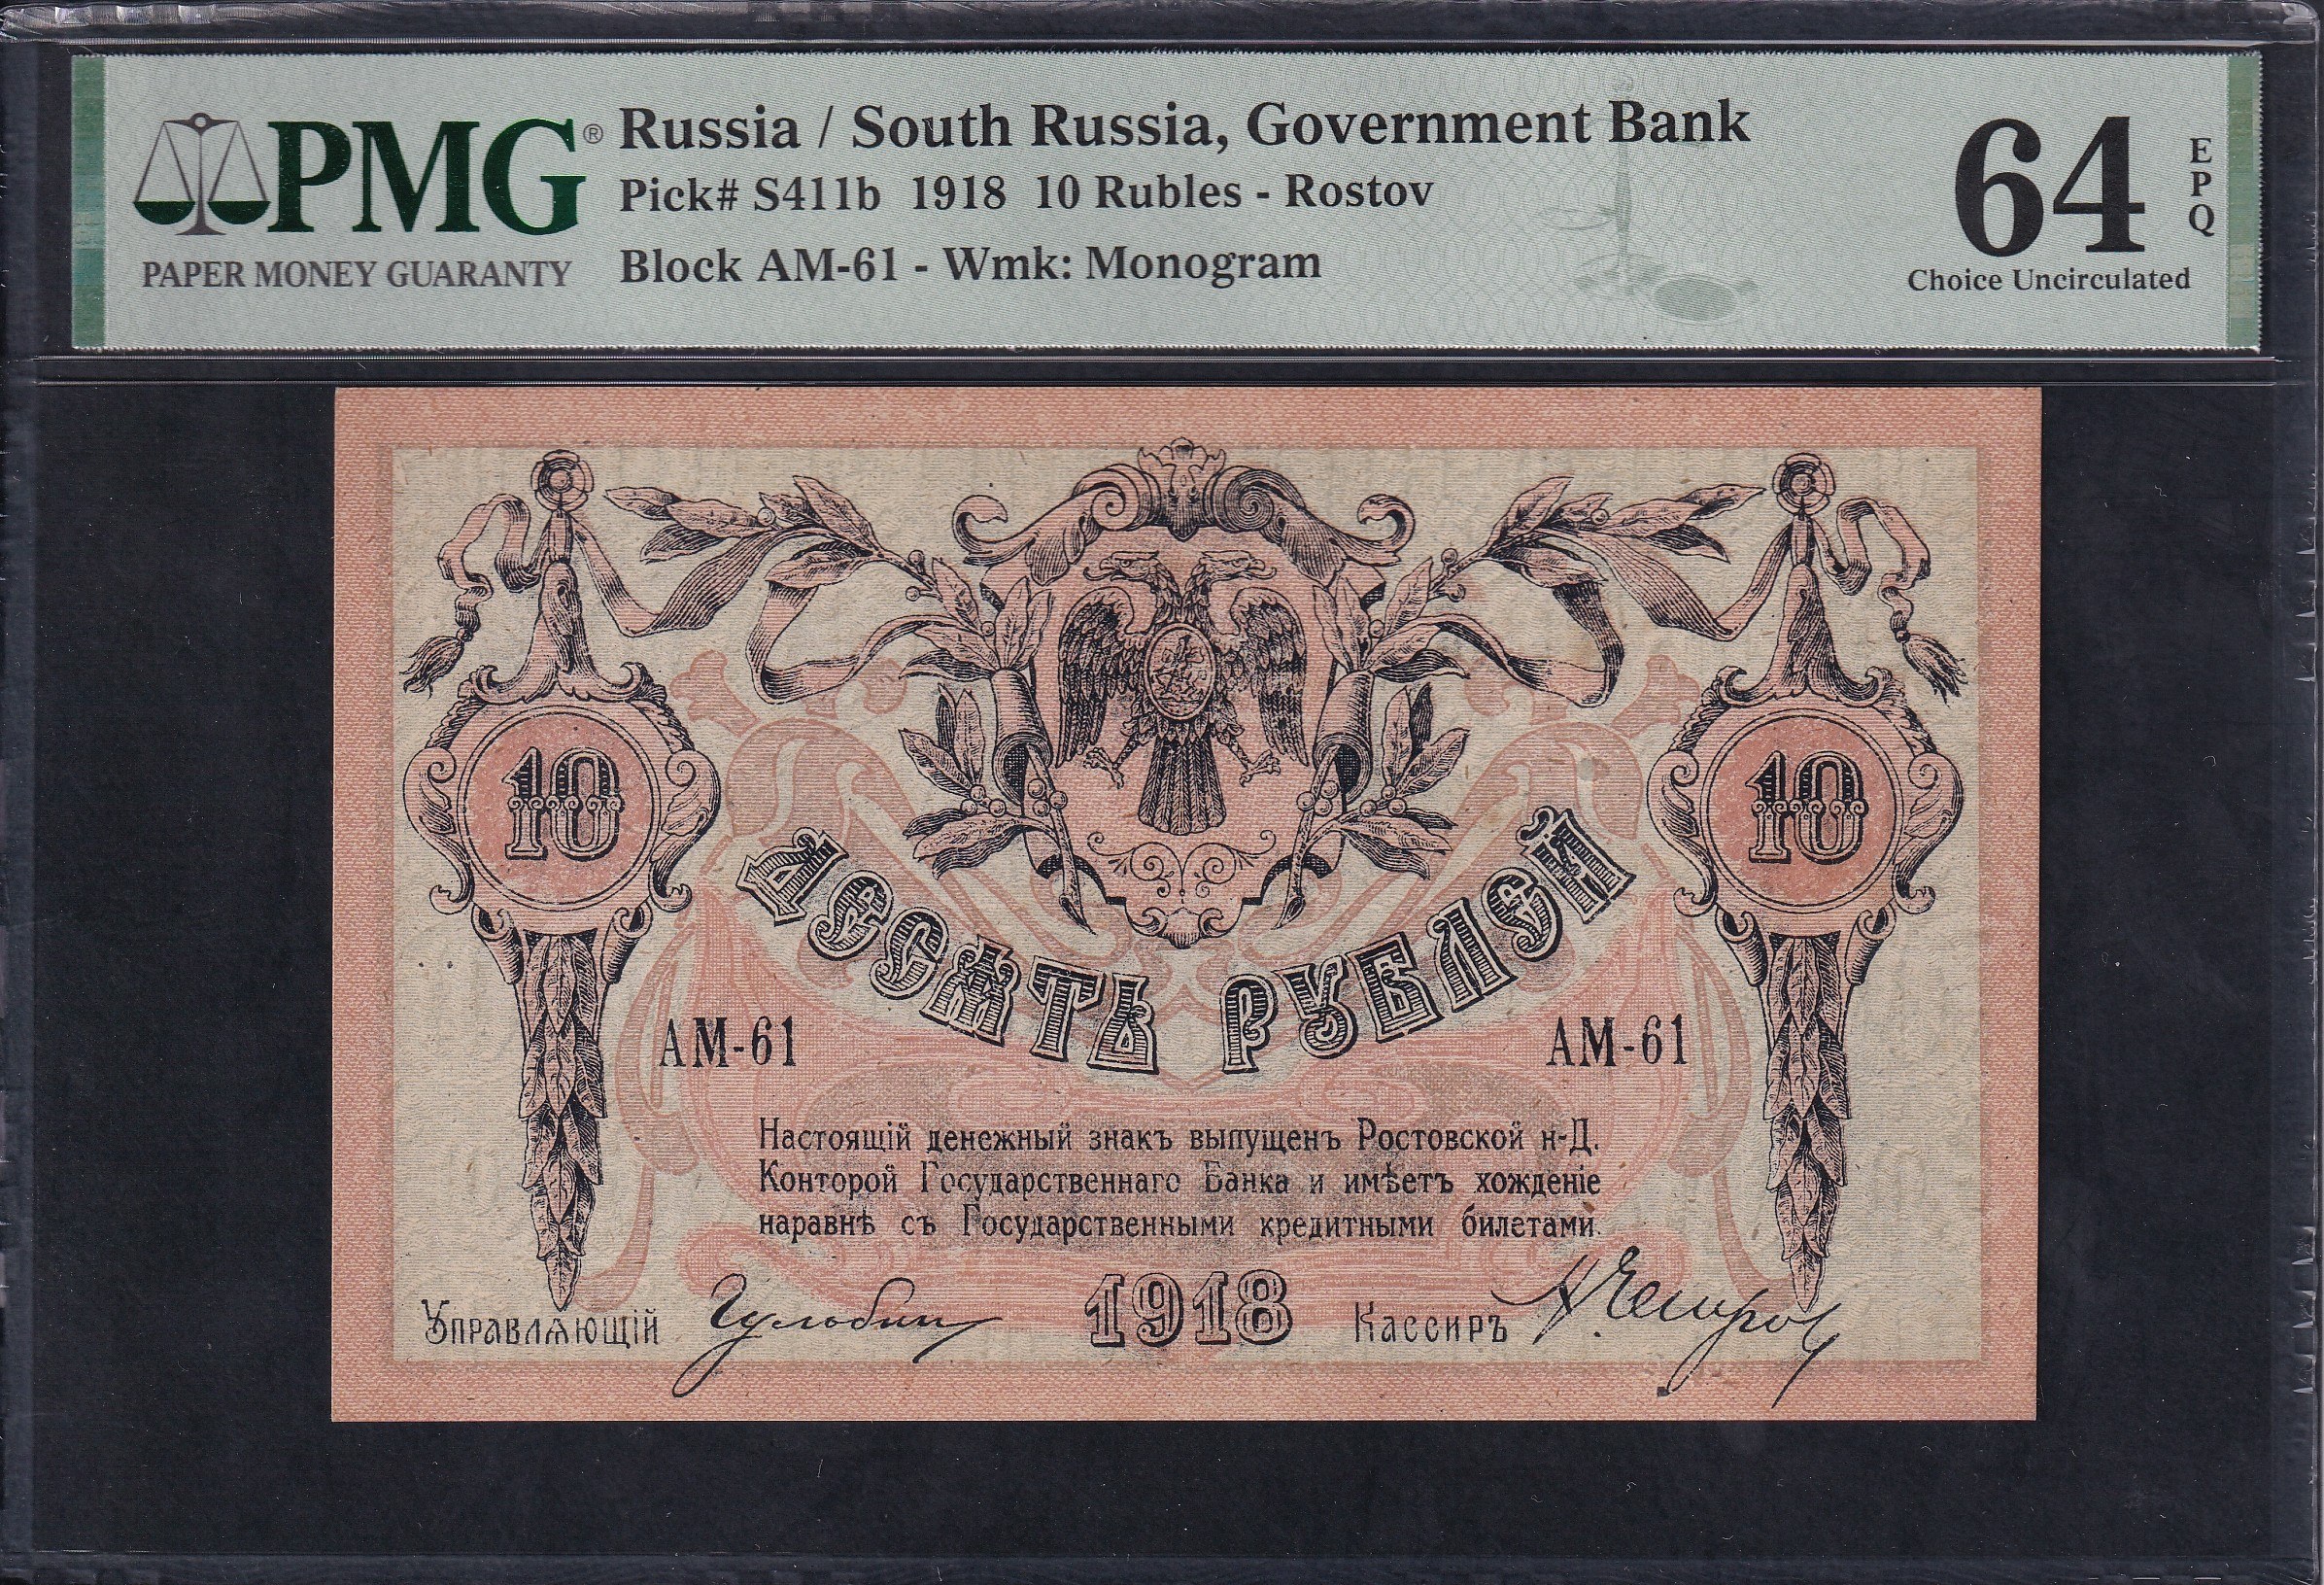 PMG®
PAPER MONEY GUARANTY
Russia / South Russia, Government Bank
Pick# S411b 1918 10 Rubles - Rostov
Block AM-61 - Wmk: Monogram
64
EPQ
Choice Uncirculated
10
10
ДЕСЯТЬ РУБЛЕЙ
АМ-61
АМ-61
Настоящій денежный знакъ выпущенъ Ростовской н-Д.
Конторой Государственнаго Банка и имѣетъ хожденіе
наравнѣ съ Государственными кредитными билетами.
Управляющій
1918
Кассиръ